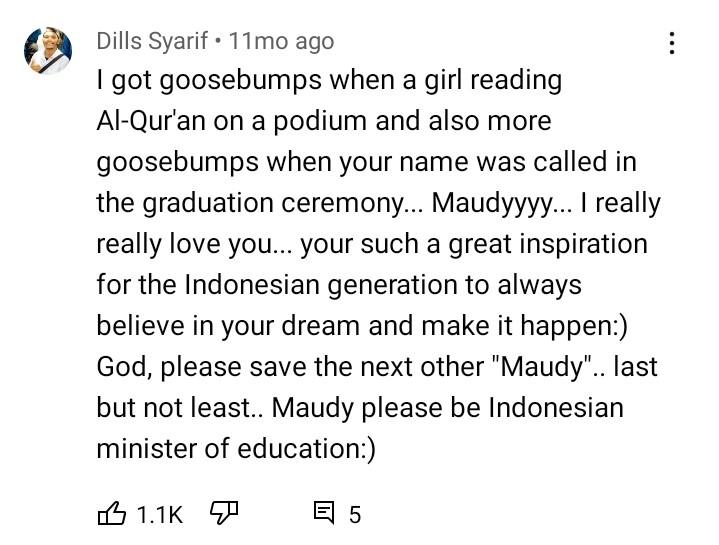 Dills Syarif • 11mo ago
I got goosebumps when a girl reading
Al-Qur'an on a podium and also more
goosebumps when your name was called in
the graduation ceremony... Maudyyyy... I really
really love you... your such a great inspiration
for the Indonesian generation to always
believe in your dream and make it happen:)
God, please save the next other "Maudy".. last
but not least.. Maudy please be Indonesian
minister of education:)
1.1K 5